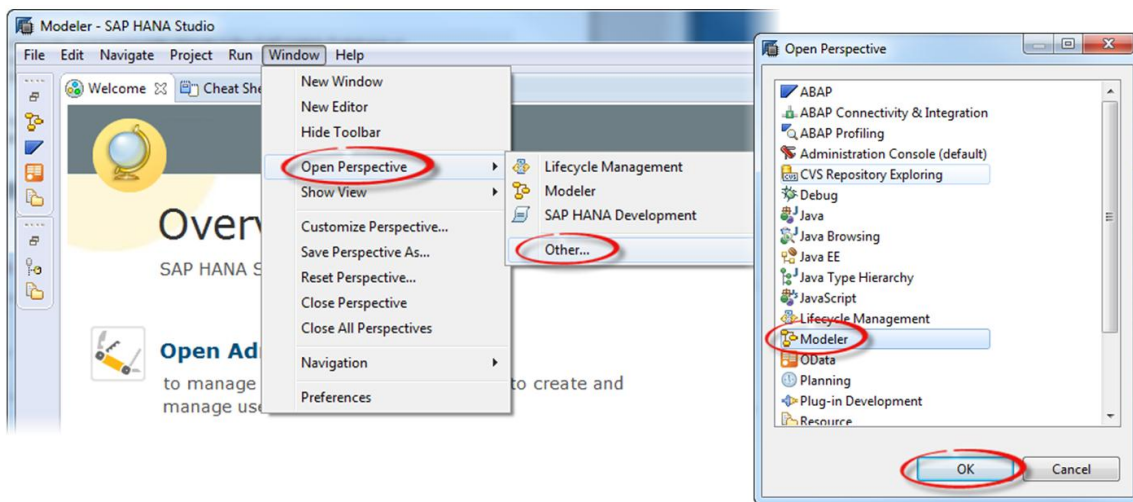 Modeler - SAP HANA Studio
File Edit Navigate Project Run Window Help
Welcome Cheat She
New Window
New Editor
Hide Toolbar
Open Perspective
Show View
Customize Perspective...
Save Perspective As...
Reset Perspective...
Close Perspective
Close All Perspectives
Navigation
Preferences
Lifecycle Management
Modeler
SAP HANA Development
Other...
Overv
SAP HANA S
Open Ad
to manage
to create and
manage use
Open Perspective
ABAP
ABAP Connectivity & Integration
ABAP Profiling
Administration Console (default)
CVS Repository Exploring
Debug
Java
Java Browsing
Java EE
Java Type Hierarchy
JavaScript
Lifecycle Management
Modeler
OData
Planning
Plug-in Development
Resource
OK Cancel